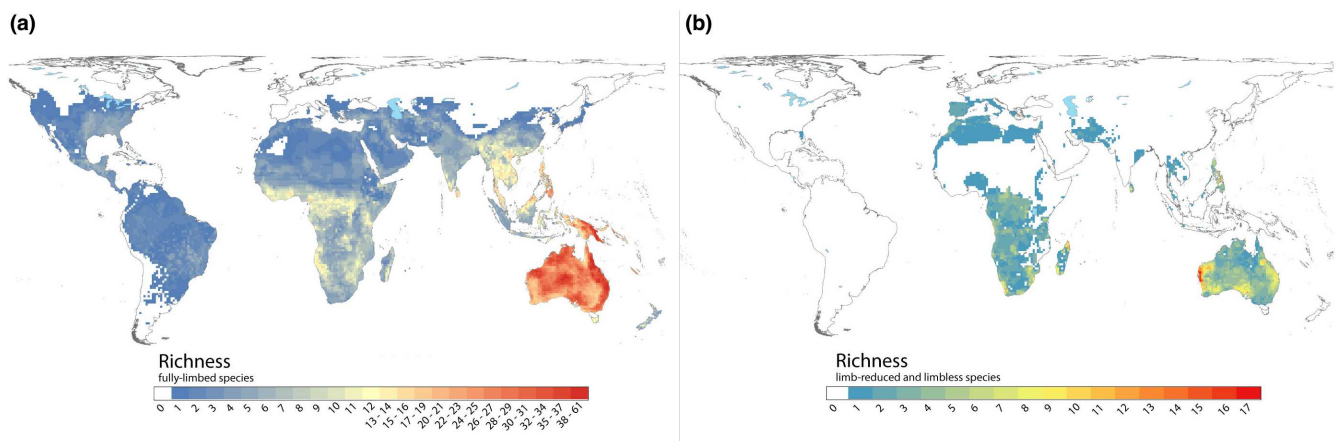 (a)
Richness
fully-limbed species
0 1 2 3 4 5 6 7 8 9 10 11 12 13 - 14 15 - 16 17 - 19 20 - 21 22 - 23 24 - 25 26 - 27 28 - 29 30 - 31 32 - 34 35 - 37 38 - 61
(b)
Richness
limb-reduced and limbless species
0 1 2 3 4 5 6 7 8 9 10 11 12 13 14 15 16 17